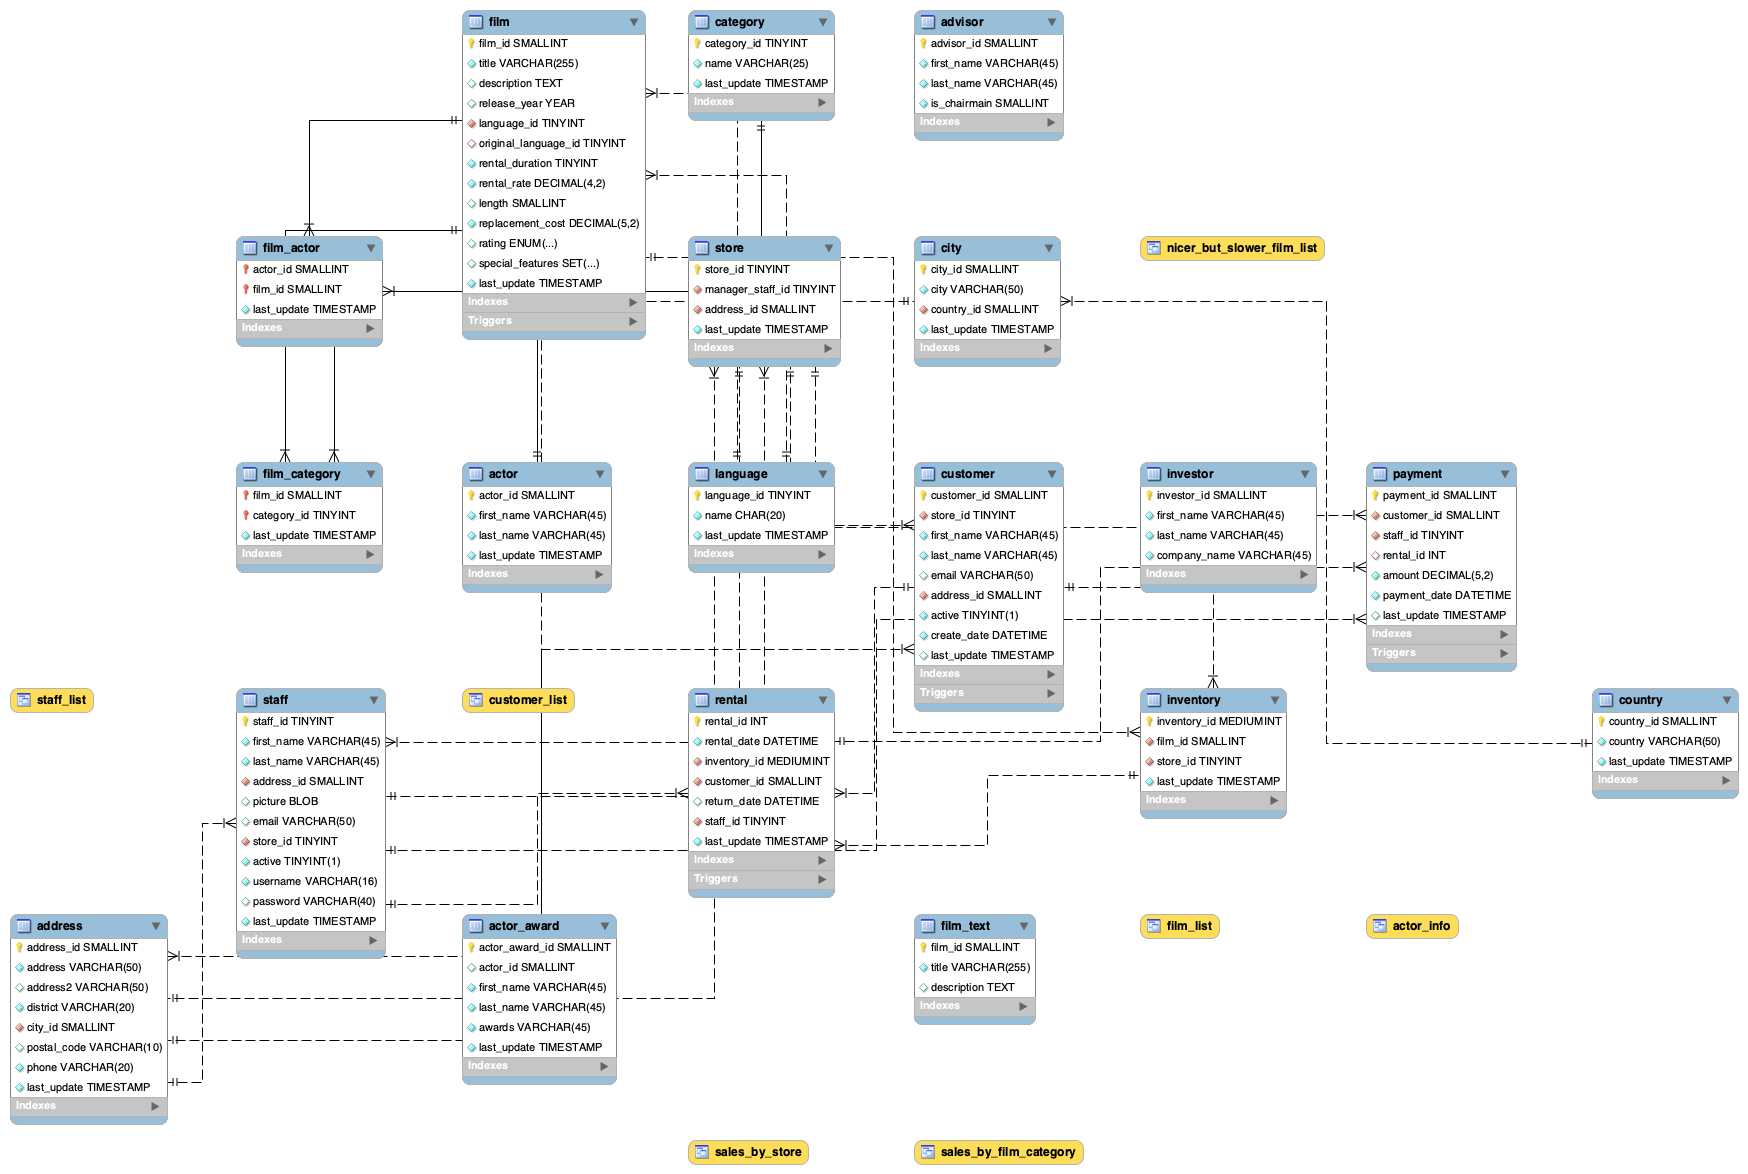 film
film_id SMALLINT
title VARCHAR(255)
description TEXT
release_year YEAR
language_id TINYINT
original_language_id TINYINT
rental_duration TINYINT
rental_rate DECIMAL(4,2)
length SMALLINT
replacement_cost DECIMAL(5,2)
rating ENUM(...)
special_features SET(...)
last_update TIMESTAMP
Indexes
Triggers
category
category_id TINYINT
name VARCHAR(25)
last_update TIMESTAMP
Indexes
advisor
advisor_id SMALLINT
first_name VARCHAR(45)
last_name VARCHAR(45)
is_chairmain SMALLINT
Indexes
film_actor
actor_id SMALLINT
film_id SMALLINT
last_update TIMESTAMP
Indexes
store
store_id TINYINT
manager_staff_id TINYINT
address_id SMALLINT
last_update TIMESTAMP
Indexes
city
city_id SMALLINT
city VARCHAR(50)
country_id SMALLINT
last_update TIMESTAMP
Indexes
nicer_but_slower_film_list
film_category
film_id SMALLINT
category_id TINYINT
last_update TIMESTAMP
Indexes
actor
actor_id SMALLINT
first_name VARCHAR(45)
last_name VARCHAR(45)
last_update TIMESTAMP
Indexes
language
language_id TINYINT
name CHAR(20)
last_update TIMESTAMP
Indexes
customer
customer_id SMALLINT
store_id TINYINT
first_name VARCHAR(45)
last_name VARCHAR(45)
email VARCHAR(50)
address_id SMALLINT
active TINYINT(1)
create_date DATETIME
last_update TIMESTAMP
Indexes
Triggers
investor
investor_id SMALLINT
first_name VARCHAR(45)
last_name VARCHAR(45)
company_name VARCHAR(45)
Indexes
payment
payment_id SMALLINT
customer_id SMALLINT
staff_id TINYINT
rental_id INT
amount DECIMAL(5,2)
payment_date DATETIME
last_update TIMESTAMP
Indexes
Triggers
staff_list
staff
staff_id TINYINT
first_name VARCHAR(45)
last_name VARCHAR(45)
address_id SMALLINT
picture BLOB
email VARCHAR(50)
store_id TINYINT
active TINYINT(1)
username VARCHAR(16)
password VARCHAR(40)
last_update TIMESTAMP
Indexes
customer_list
rental
rental_id INT
rental_date DATETIME
inventory_id MEDIUMINT
customer_id SMALLINT
return_date DATETIME
staff_id TINYINT
last_update TIMESTAMP
Indexes
Triggers
inventory
inventory_id MEDIUMINT
film_id SMALLINT
store_id TINYINT
last_update TIMESTAMP
Indexes
country
country_id SMALLINT
country VARCHAR(50)
last_update TIMESTAMP
Indexes
address
address_id SMALLINT
address VARCHAR(50)
address2 VARCHAR(50)
district VARCHAR(20)
city_id SMALLINT
postal_code VARCHAR(10)
phone VARCHAR(20)
last_update TIMESTAMP
Indexes
actor_award
actor_award_id SMALLINT
actor_id SMALLINT
first_name VARCHAR(45)
last_name VARCHAR(45)
awards VARCHAR(45)
last_update TIMESTAMP
Indexes
film_text
film_id SMALLINT
title VARCHAR(255)
description TEXT
Indexes
film_list
actor_info
sales_by_store
sales_by_film_category